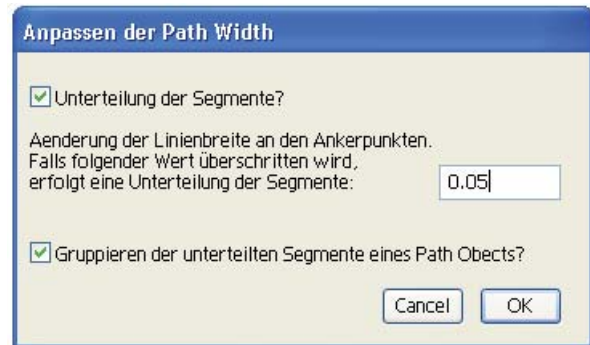 Anpassen der Path Width
Unterteilung der Segmente?
Aenderung der Linienbreite an den Ankerpunkten.
Falls folgender Wert überschritten wird,
erfolgt eine Unterteilung der Segmente:
0.05
Gruppieren der unterteilten Segmente eines Path Obects?
Cancel
OK